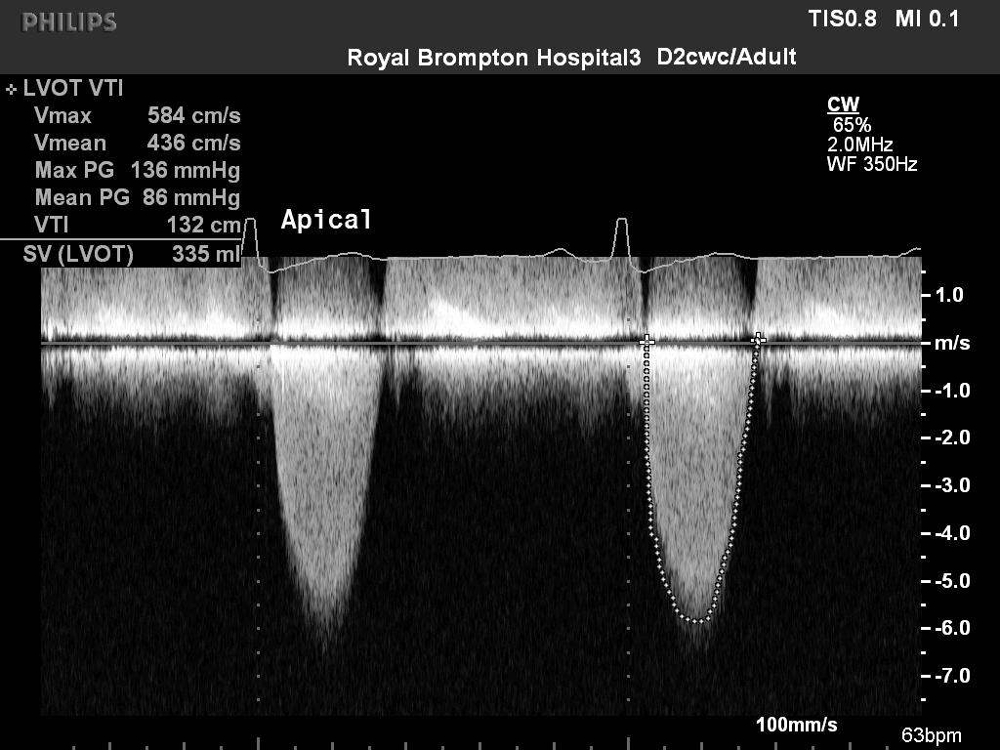 PHILIPS
TIS0.8 MI 0.1
Royal Brompton Hospital3 D2cwc/Adult
LVOT VTI
Vmax 584 cm/s
Vmean 436 cm/s
Max PG 136 mmHg
Mean PG 86 mmHg
VTI 132 cm
SV (LVOT) 335 ml
CW
65%
2.0MHz
WF 350Hz
Apical
1.0
m/s
-1.0
-2.0
-3.0
-4.0
-5.0
-6.0
-7.0
100mm/s
63bpm